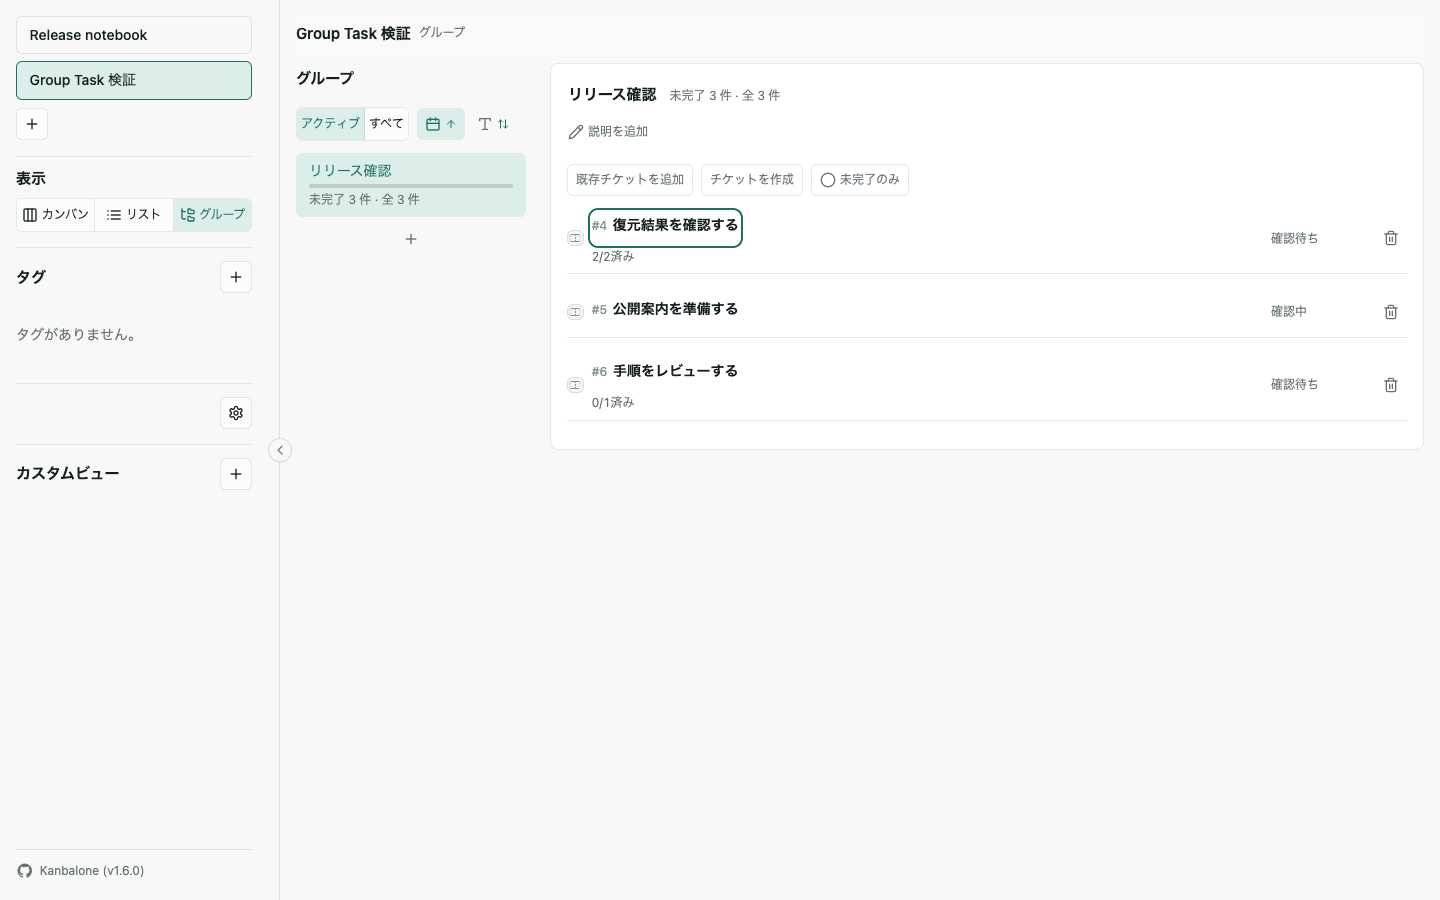 Release notebook
Group Task 検証
表示
カンバン
リスト
グループ
タグ
タグがありません。
カスタムビュー
Kanbalone (v1.6.0)
Group Task 検証 グループ
グループ
アクティブ すべて
リリース確認
未完了 3 件 · 全 3 件
リリース確認 未完了 3 件 · 全 3 件
説明を追加
既存チケットを追加 チケットを作成 未完了のみ
#4 復元結果を確認する
2/2済み
確認待ち
#5 公開案内を準備する
確認中
#6 手順をレビューする
0/1済み
確認待ち